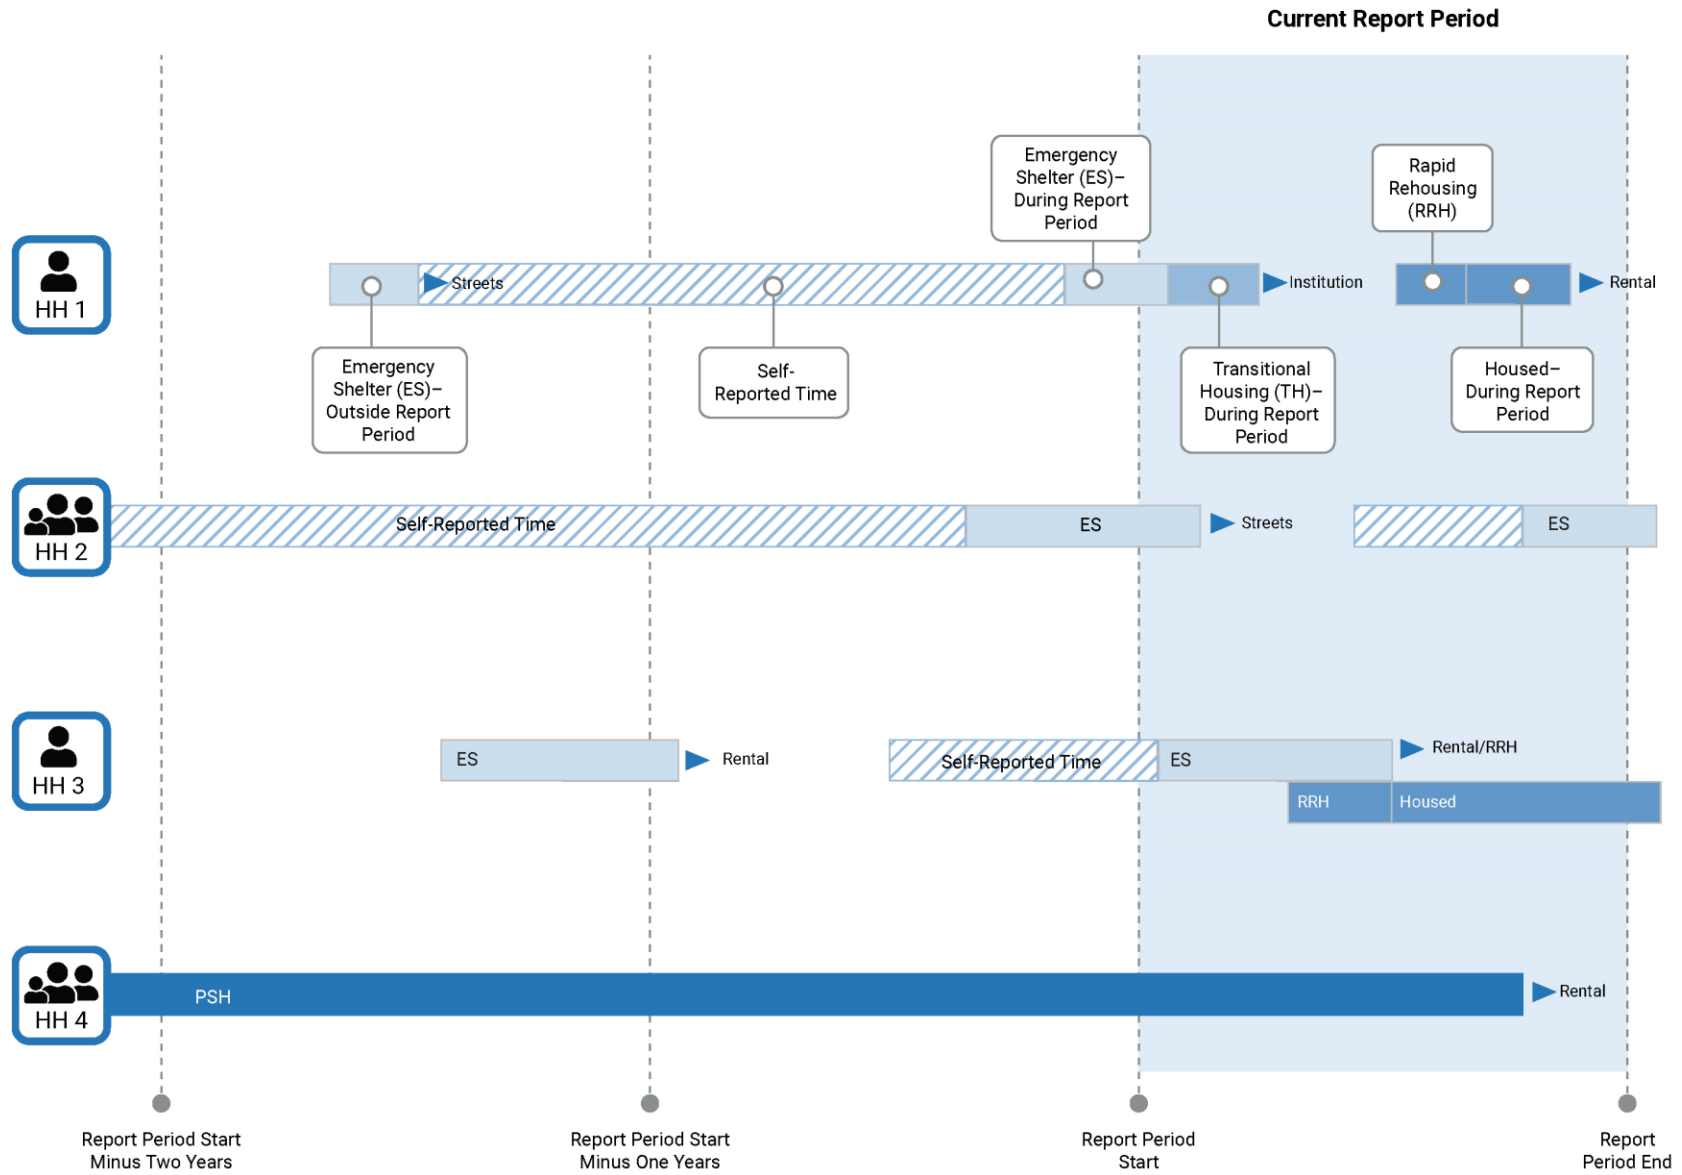 Current Report Period
Emergency
Shelter (ES)–
During Report
Period
Rapid
Rehousing
(RRH)
HH 1
Streets
Institution
Rental
Emergency
Shelter (ES)–
Outside Report
Period
Self-
Reported Time
Transitional
Housing (TH)–
During Report
Period
Housed–
During Report
Period
HH 2
Self-Reported Time
ES
Streets
ES
HH 3
ES
Rental
Self-Reported Time
ES
Rental/RRH
RRH
Housed
HH 4
PSH
Rental
Report Period Start
Minus Two Years
Report Period Start
Minus One Years
Report Period
Start
Report
Period End